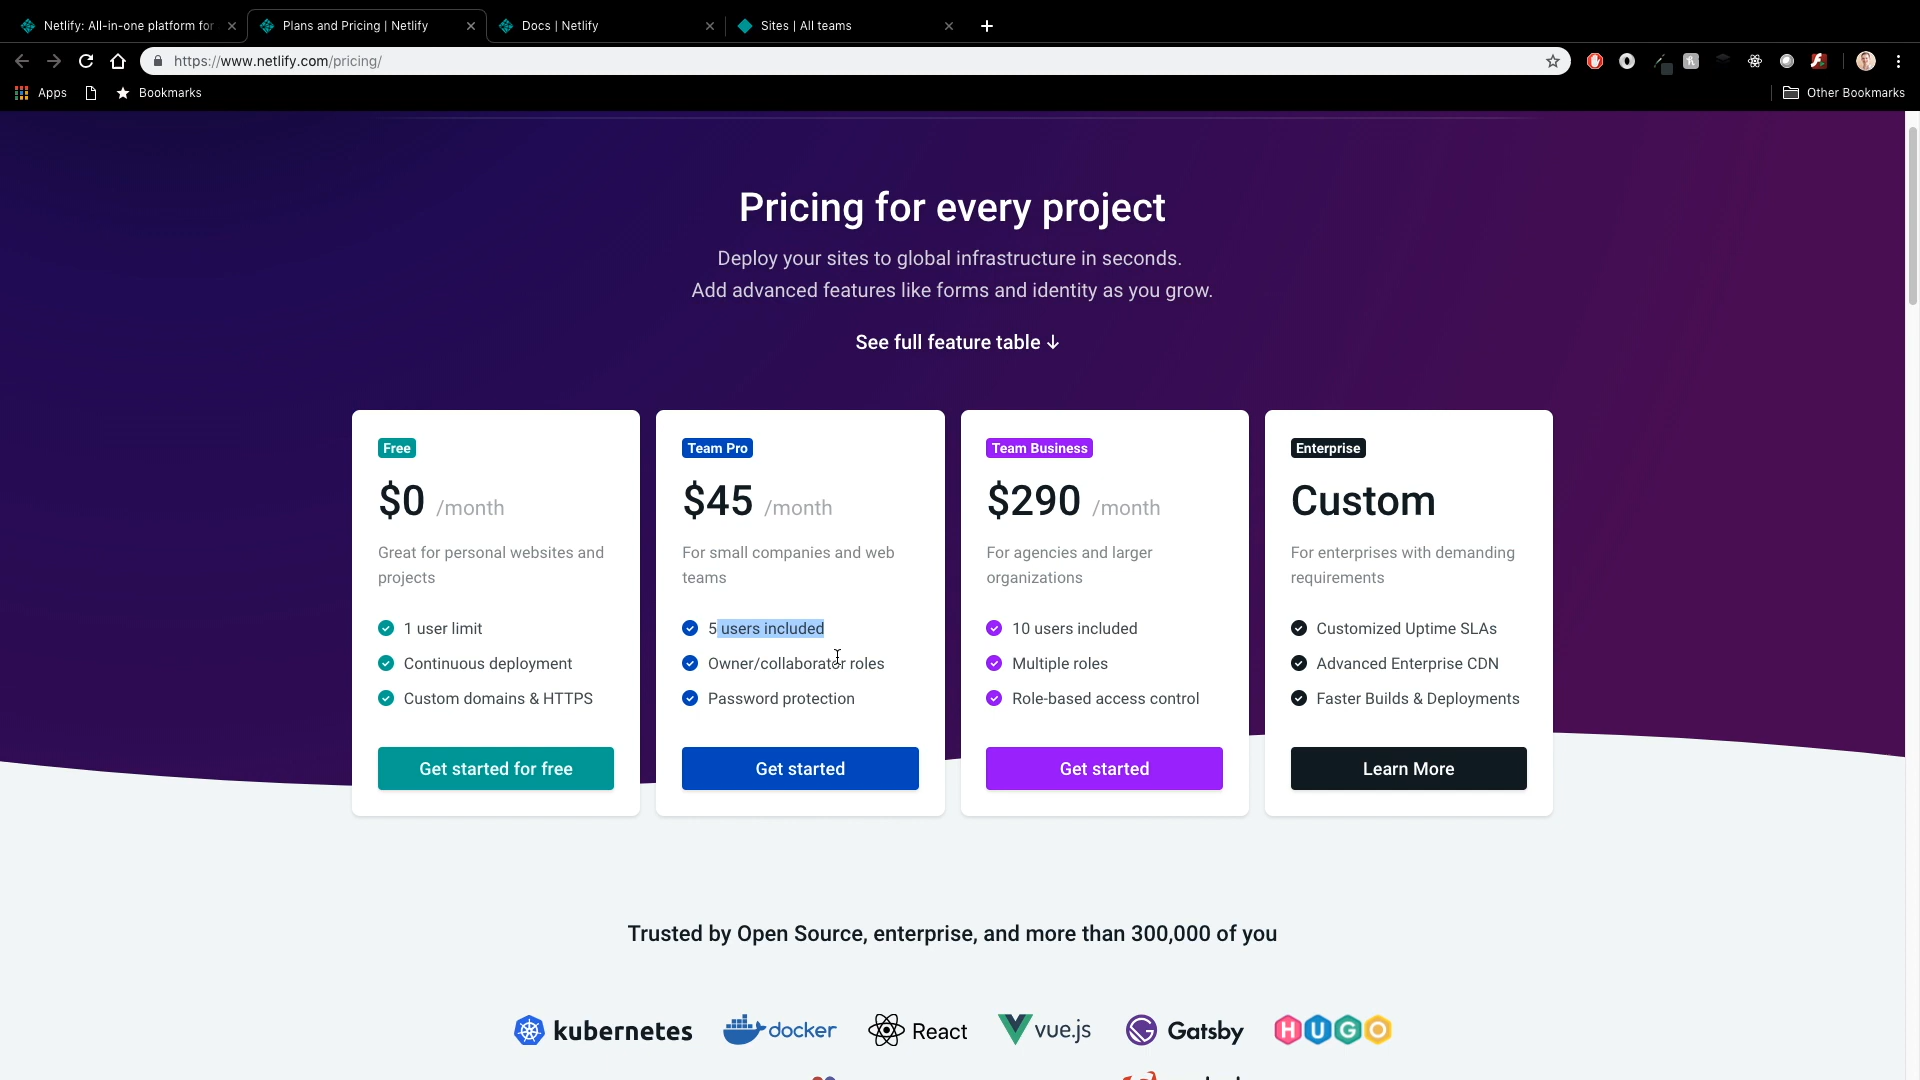 Netlify: All-in-one platform for
Plans and Pricing | Netlify
Docs | Netlify
Sites | All teams
https://www.netlify.com/pricing/
Apps
Bookmarks
Other Bookmarks
Pricing for every project
Deploy your sites to global infrastructure in seconds.
Add advanced features like forms and identity as you grow.
See full feature table ↓
Free
$0 /month
Great for personal websites and
projects
1 user limit
Continuous deployment
Custom domains & HTTPS
Get started for free
Team Pro
$45 /month
For small companies and web
teams
5 users included
Owner/collaborator roles
Password protection
Get started
Team Business
$290 /month
For agencies and larger
organizations
10 users included
Multiple roles
Role-based access control
Get started
Enterprise
Custom
For enterprises with demanding
requirements
Customized Uptime SLAs
Advanced Enterprise CDN
Faster Builds & Deployments
Learn More
Trusted by Open Source, enterprise, and more than 300,000 of you
kubernetes
docker
React
vue.js
Gatsby
HUGO